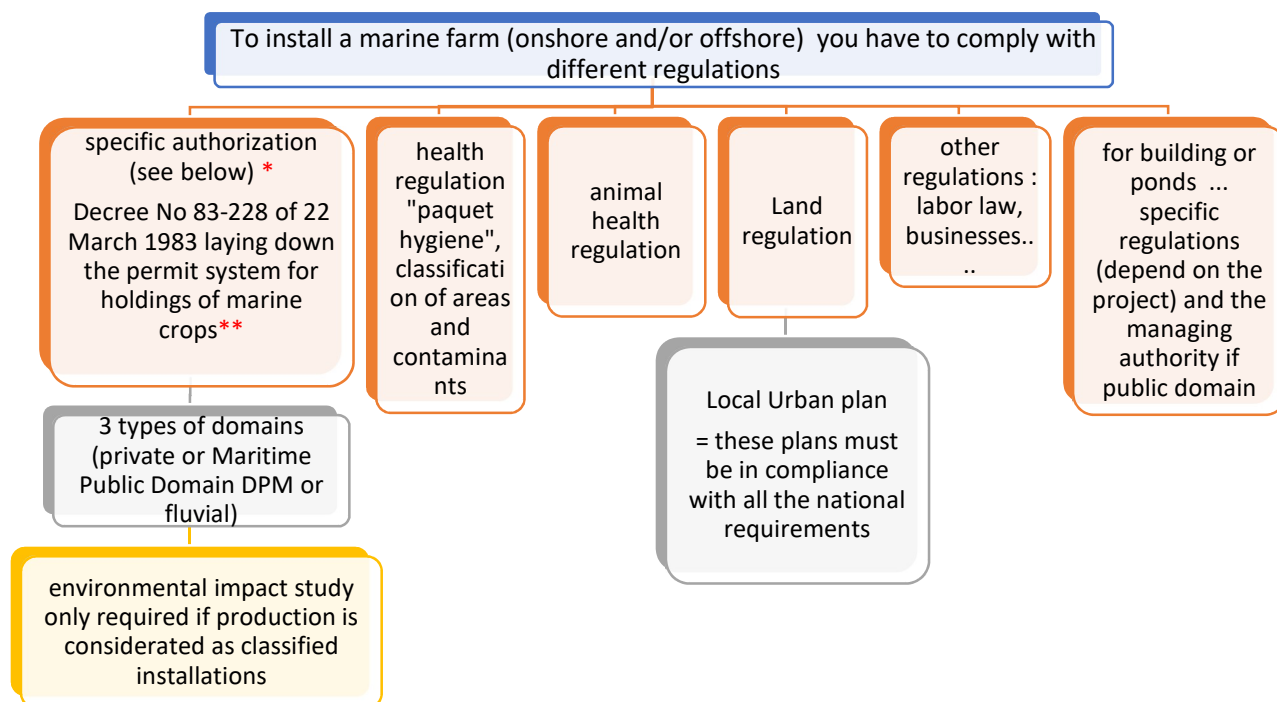 To install a marine farm (onshore and/or offshore)  you have to comply with
different regulations
specific authorization
(see below) *
Decree No 83-228 of 22
March 1983 laying down
the permit system for
holdings of marine
crops**
health
regulation
"paquet
hygiene",
classificati
on of areas
and
contamina
nts
animal
health
regulation
Land
regulation
other
regulations :
labor law,
businesses..
..
for building or
ponds  ...
specific
regulations
(depend on the
project) and the
managing
authority if
public domain
3 types of domains
(private or Maritime
Public Domain DPM or
fluvial)
Local Urban plan
= these plans must
be in compliance
with all the national
requirements
environmental impact study
only required if production is
considerated as classified
installations